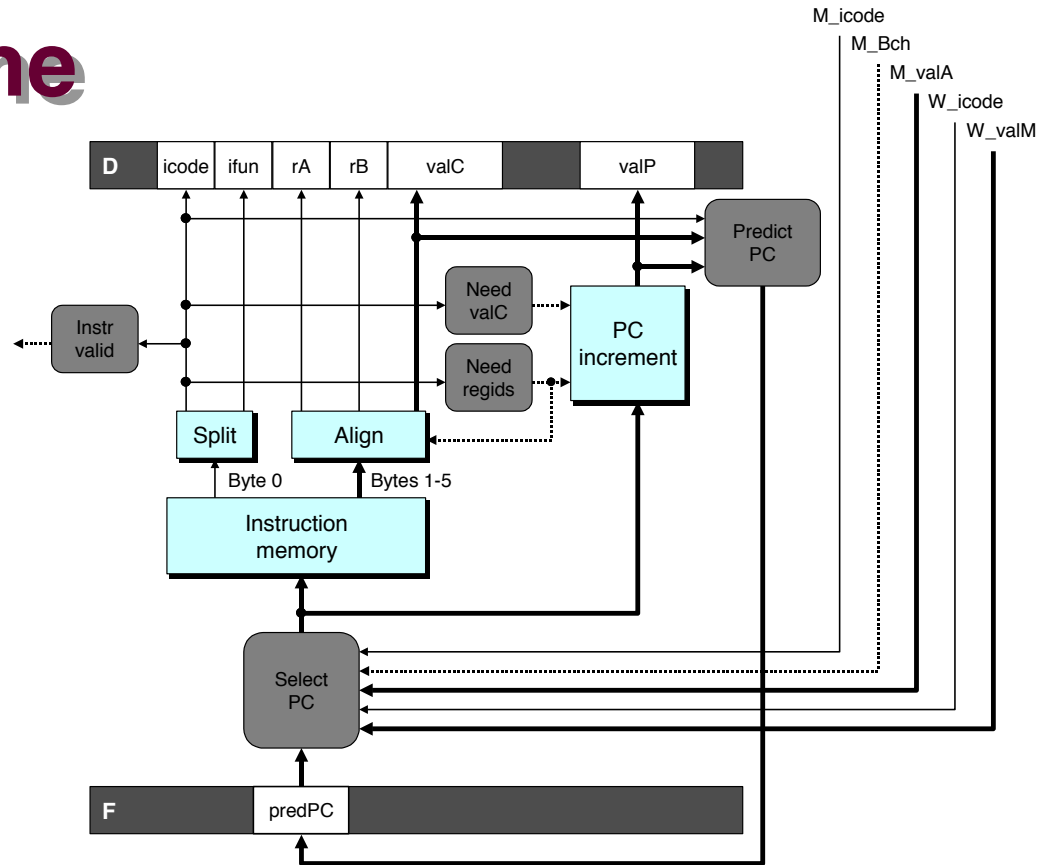 M_icode
M_Bch
ne
M_valA
W_icode
W_valM
D icode ifun rA rB valC valP
Predict
PC
Need
valC
Instr
valid
PC
increment
Need
regids
Split
Align
Byte 0
Bytes 1-5
Instruction
memory
Select
PC
F predPC